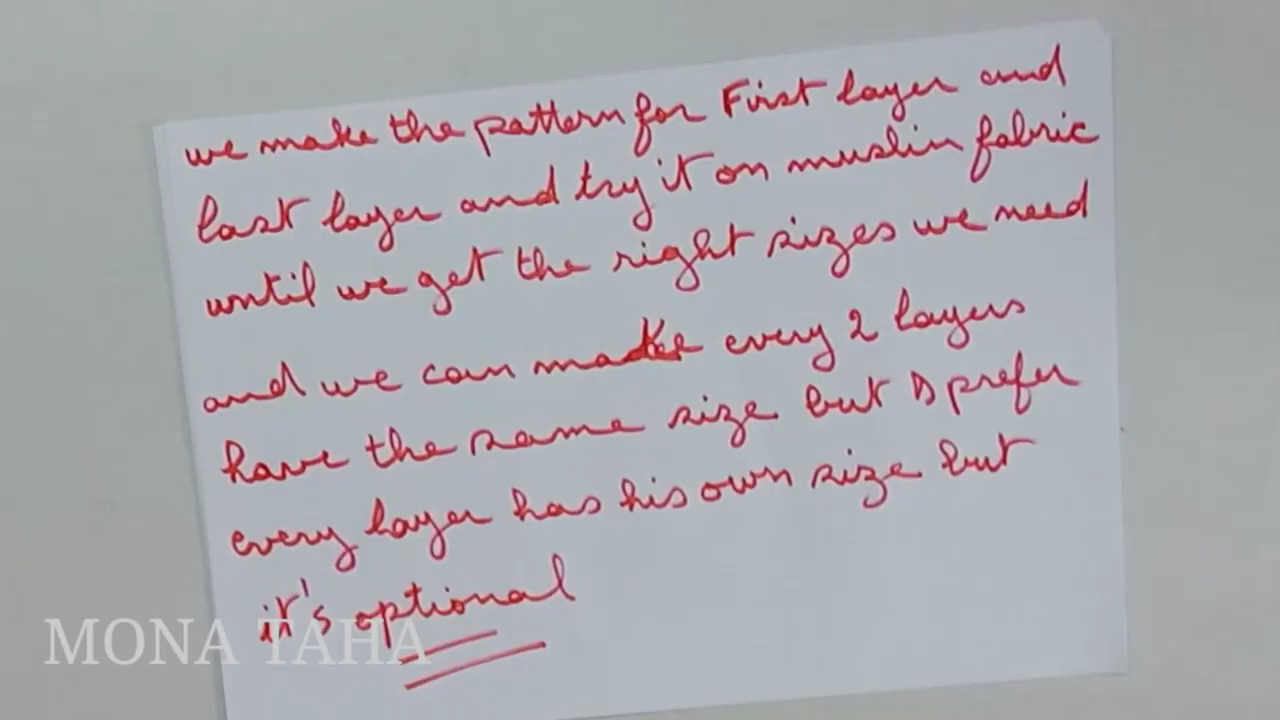 we make the pattern for First layer and
last layer and try it on muslin fabric
until we get the right sizes we need
and we can make every 2 layers
have the same size but I prefer
every layer has his own size but
it's optional
MONA TAHA